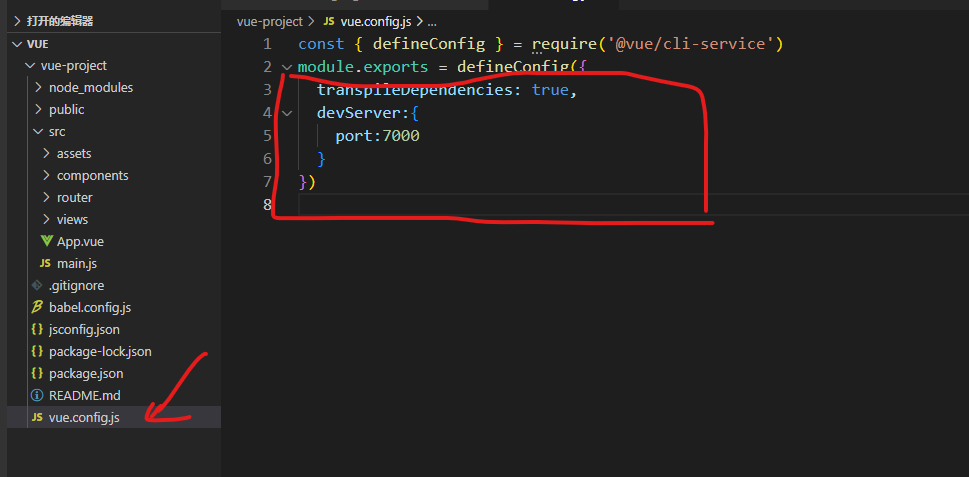 打开的编辑器
VUE
vue-project
node_modules
public
src
assets
components
router
views
App.vue
JS main.js
.gitignore
babel.config.js
{} jsconfig.json
{} package-lock.json
{} package.json
README.md
JS vue.config.js
vue-project > JS vue.config.js > ...
1 const { defineConfig } = require('@vue/cli-service')
2 module.exports = defineConfig({
3 transpileDependencies: true,
4 devServer:{
5 port:7000
6 }
7 })
8